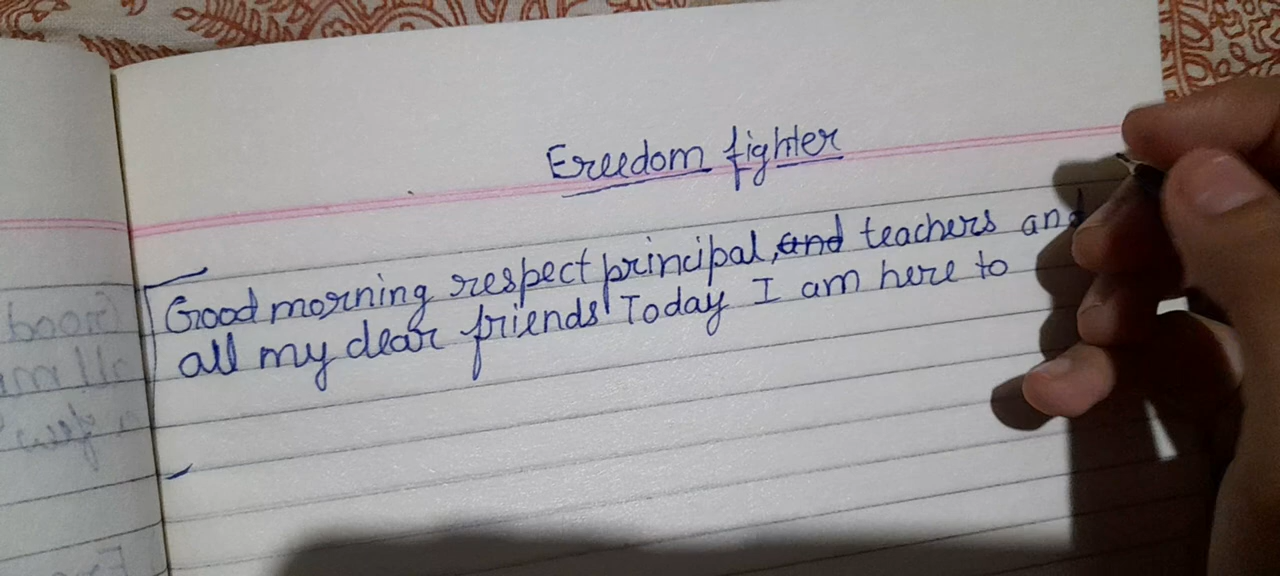 Freedom fighter
Good morning respect principal, and teachers and
all my dear friends Today I am here to